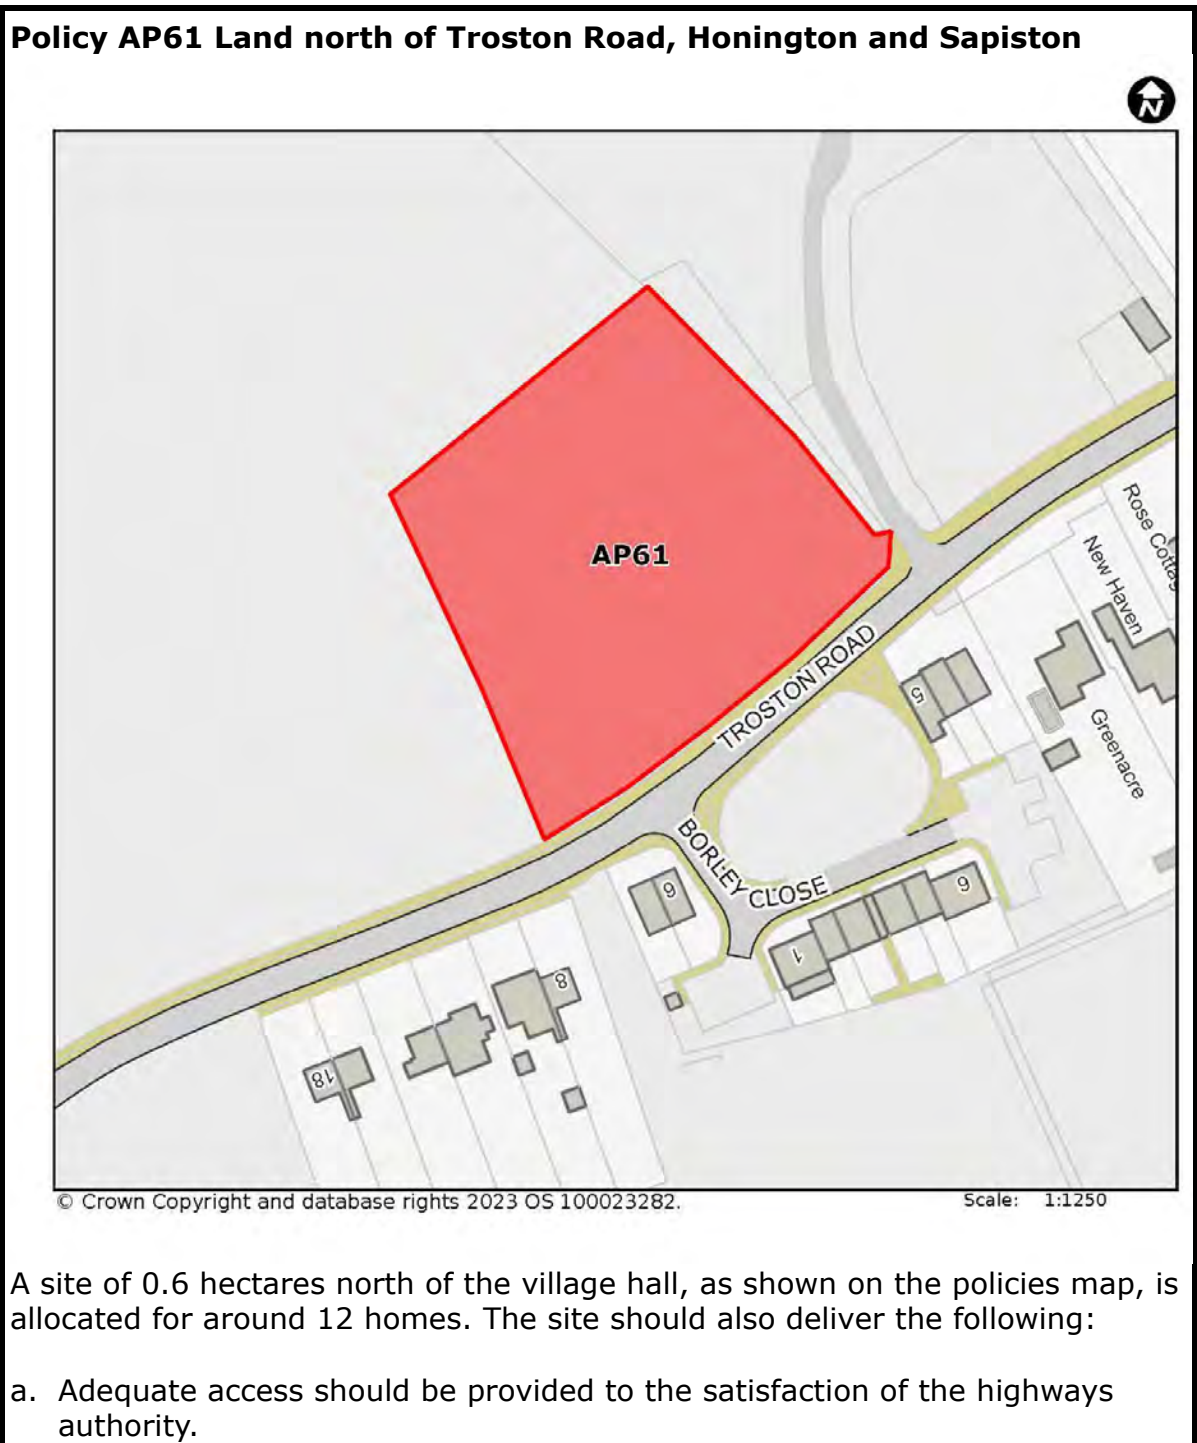 Policy AP61 Land north of Troston Road, Honington and Sapiston
N
AP61
TROSTON ROAD
BORLEY CLOSE
Rose Cottag
New Haven
Greenacre
5
6
9
1
8
18
© Crown Copyright and database rights 2023 OS 100023282.
Scale: 1:1250
A site of 0.6 hectares north of the village hall, as shown on the policies map, is
allocated for around 12 homes. The site should also deliver the following:
a. Adequate access should be provided to the satisfaction of the highways
authority.